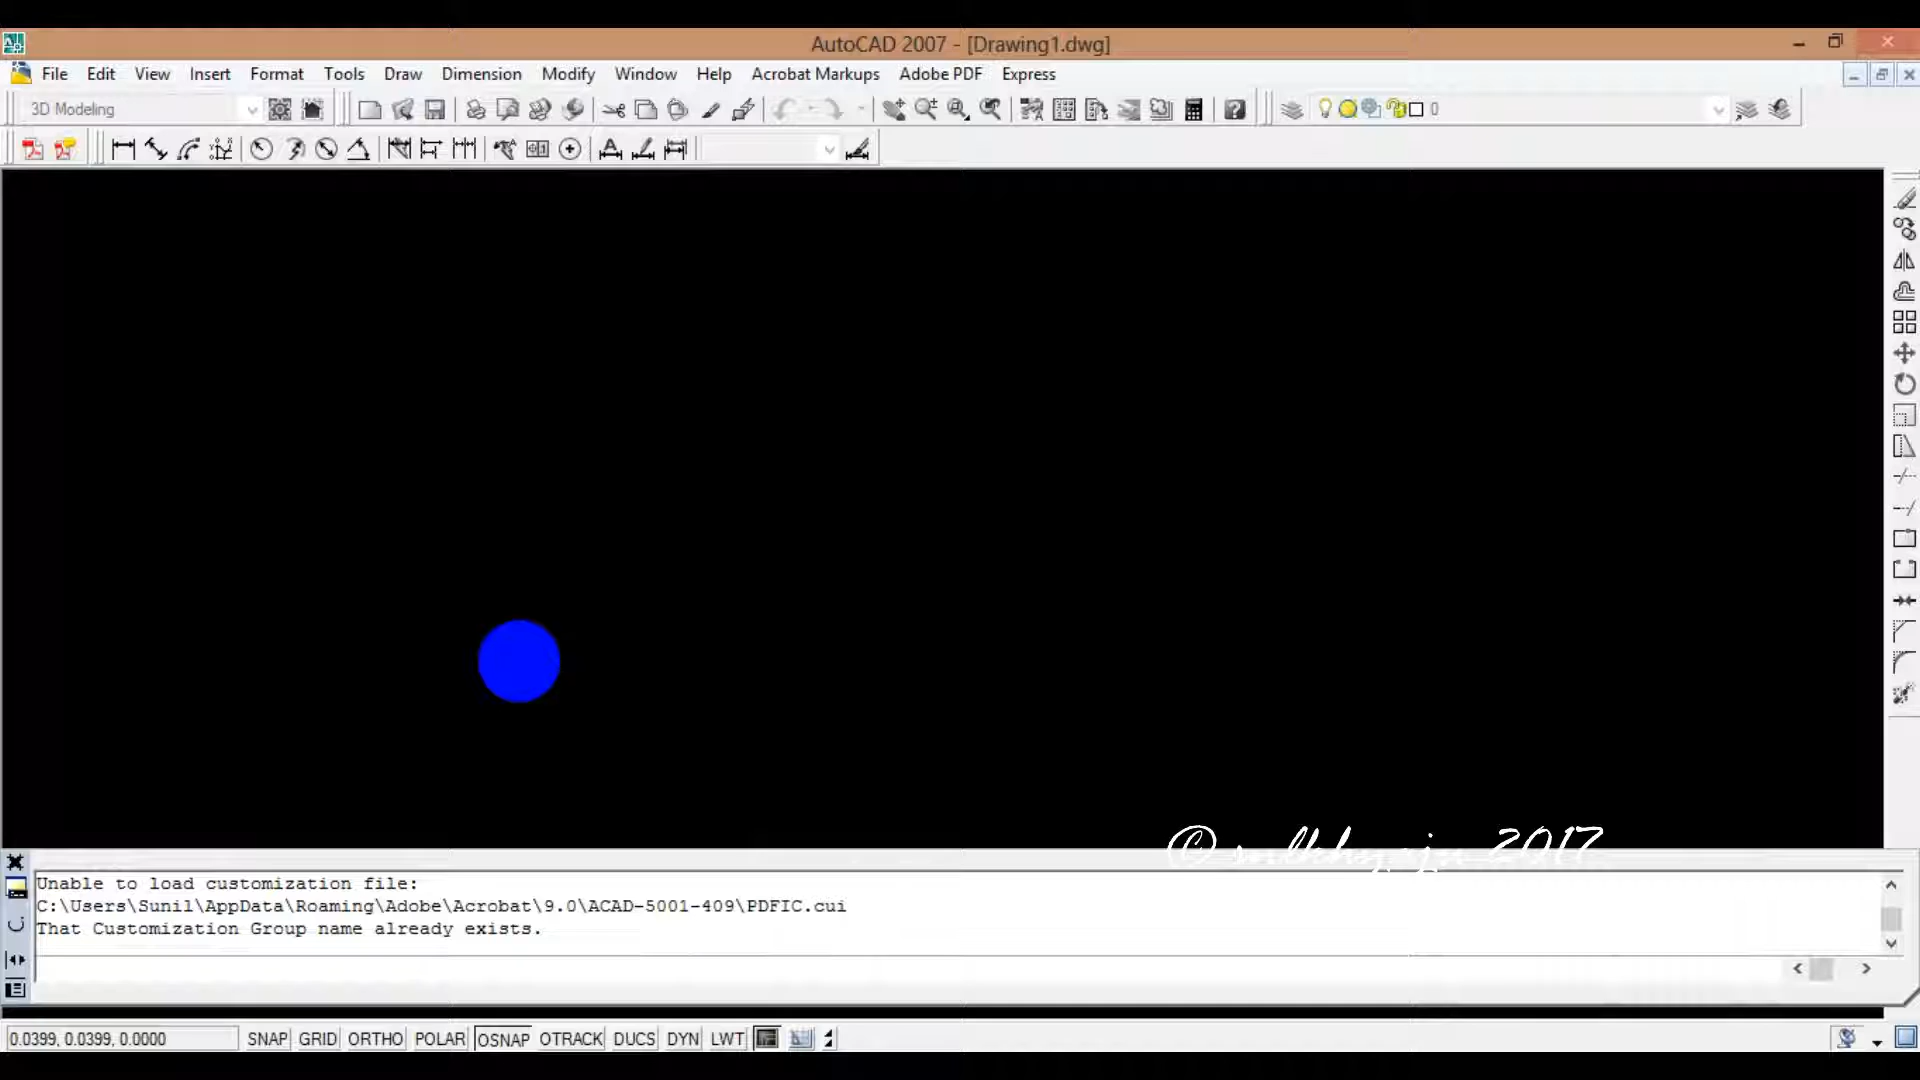 AutoCAD 2007 - [Drawing1.dwg]
File Edit View Insert Format Tools Draw Dimension Modify Window Help Acrobat Markups Adobe PDF Express
3D Modeling
0
© 2017
Unable to load customization file:
C:\Users\Sunil\AppData\Roaming\Adobe\Acrobat\9.0\ACAD-5001-409\PDFIC.cui
That Customization Group name already exists.
0.0399, 0.0399, 0.0000 SNAP GRID ORTHO POLAR OSNAP OTRACK DUCS DYN LWT